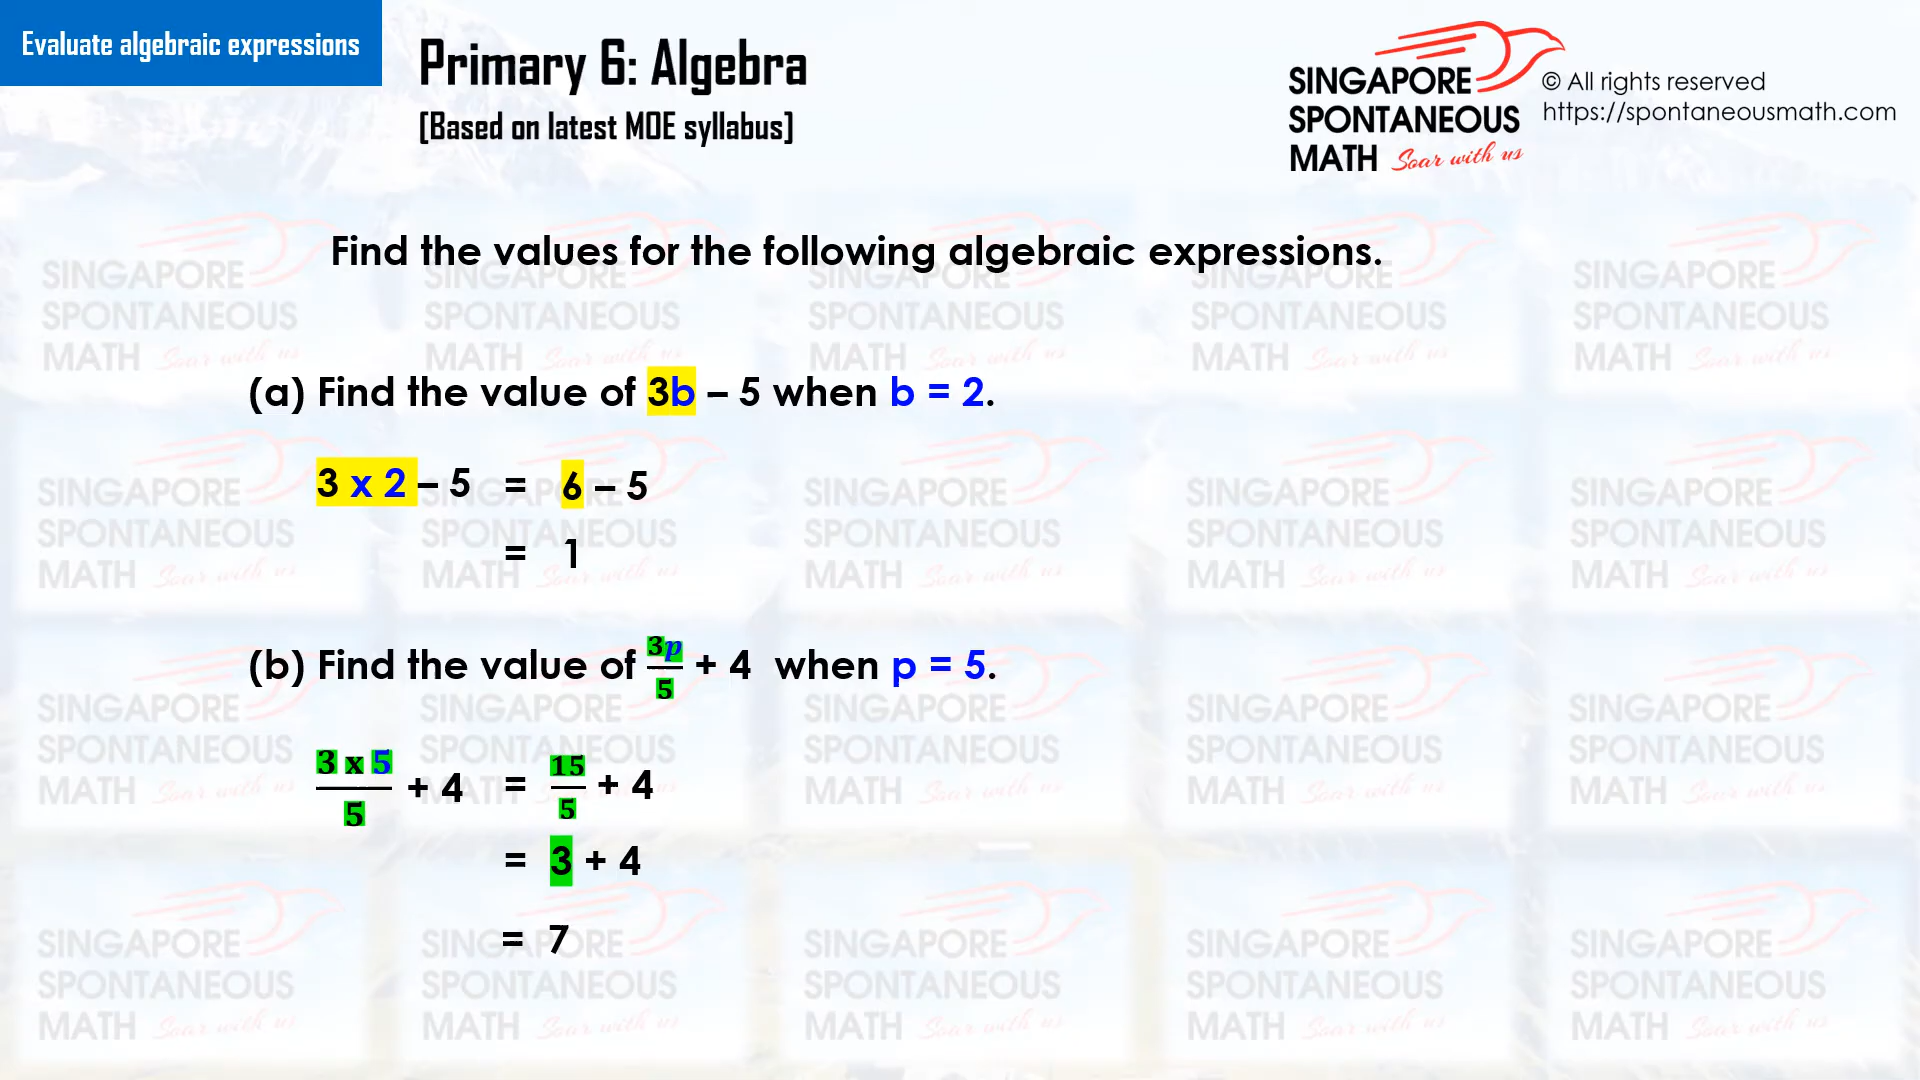 Evaluate algebraic expressions
Primary 6: Algebra
[Based on latest MOE syllabus]
SINGAPORE
SPONTANEOUS
MATH Soar with us
© All rights reserved
https://spontaneousmath.com
Find the values for the following algebraic expressions.
(a) Find the value of 3b – 5 when b = 2.
3 x 2 – 5 = 6 – 5
= 1
(b) Find the value of 3p/5 + 4 when p = 5.
3 x 5/5 + 4 = 15/5 + 4
= 3 + 4
= 7